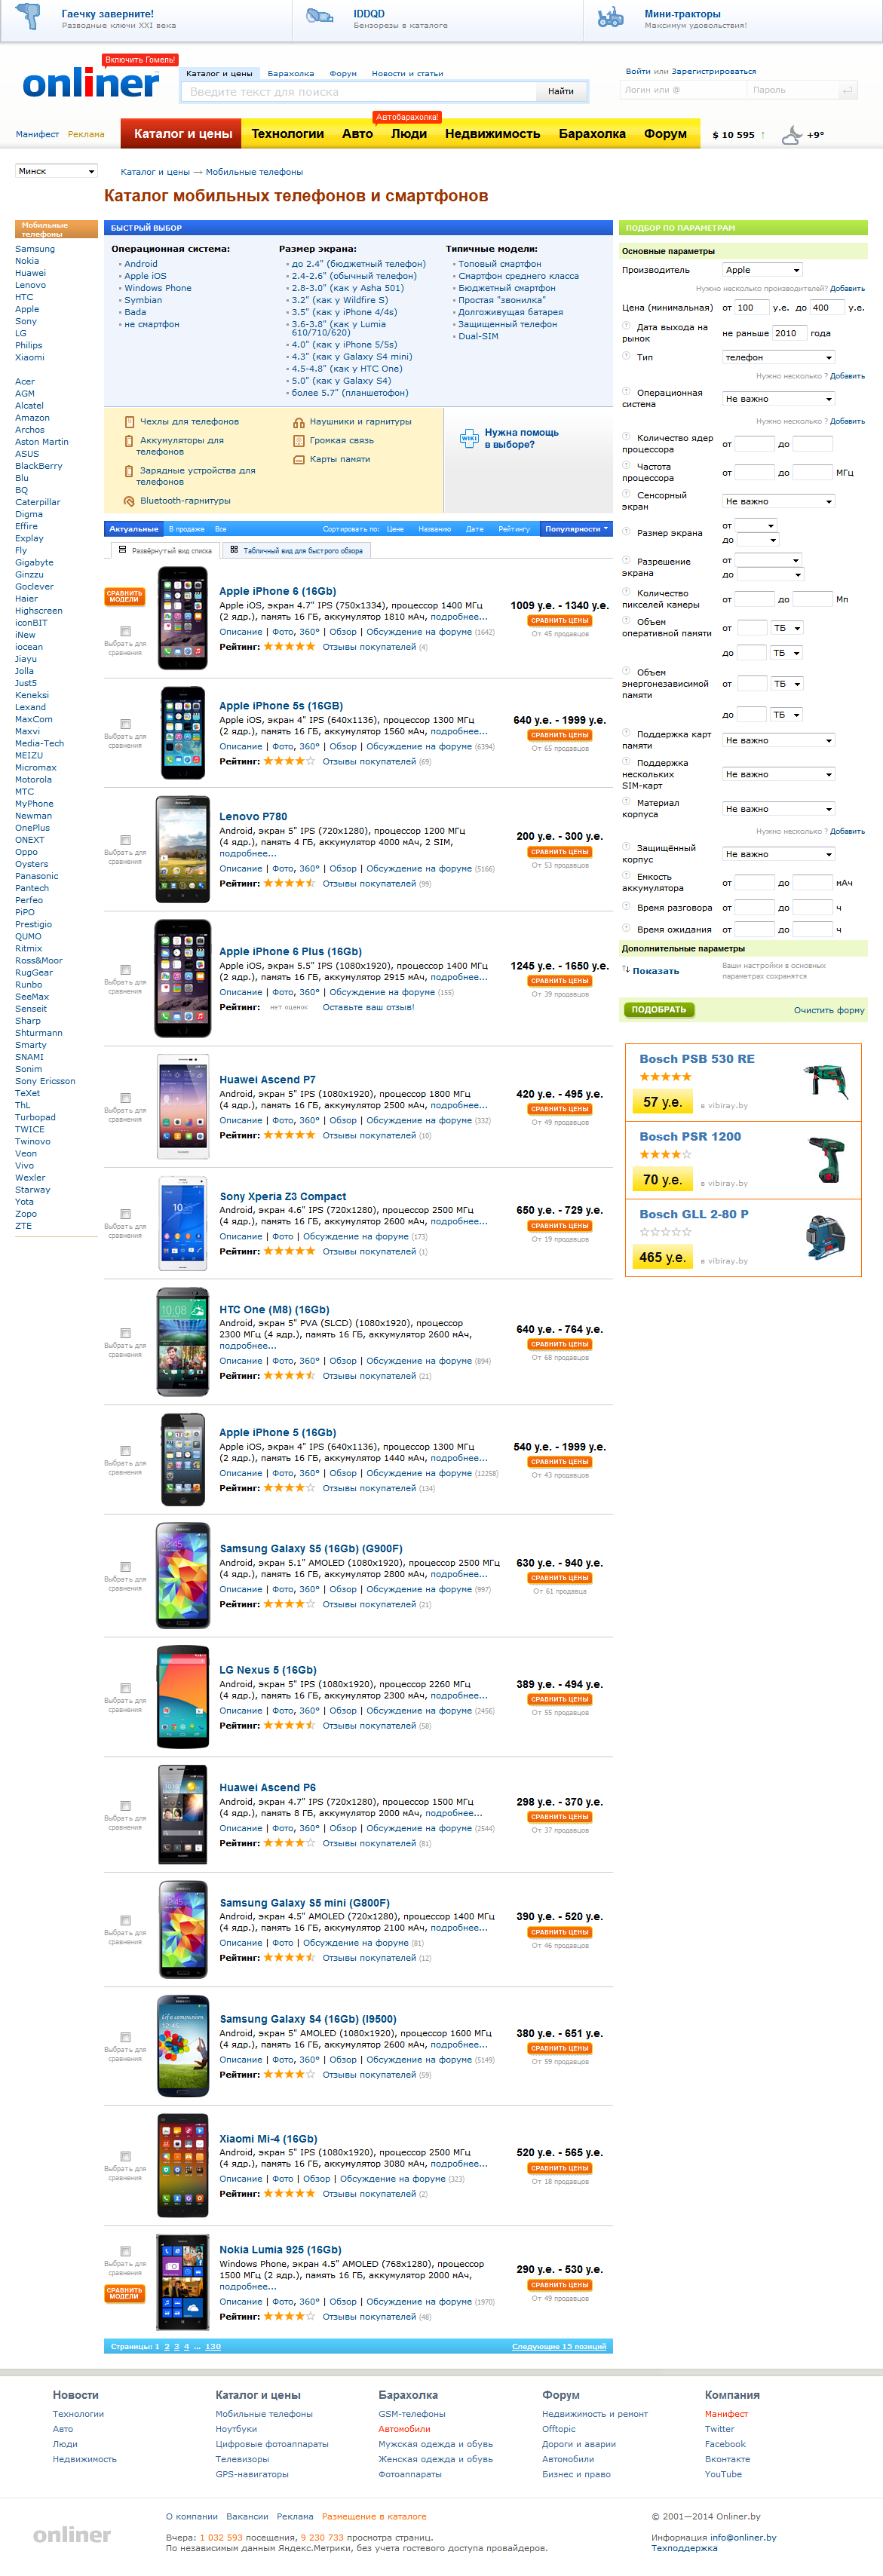 Гаечку заверните!
Разводные ключи XXI века
IDDQD
Бензорезы в каталоге
Мини-тракторы
Максимум удовольствия!
Включить Гомель!
onliner
Каталог и цены Барахолка Форум Новости и статьи
Введите текст для поиска Найти
Войти или Зарегистрироваться
Логин или @ Пароль
Автобарахолка!
Манифест Реклама
Каталог и цены Технологии Авто Люди Недвижимость Барахолка Форум
$ 10 595 ↑ +9°
Минск
Каталог и цены → Мобильные телефоны
Каталог мобильных телефонов и смартфонов
Мобильные
телефоны
Samsung
Nokia
Huawei
Lenovo
HTC
Apple
Sony
LG
Philips
Xiaomi
Acer
AGM
Alcatel
Amazon
Archos
Aston Martin
ASUS
BlackBerry
Blu
BQ
Caterpillar
Digma
Effire
Explay
Fly
Gigabyte
Ginzzu
Goclever
Haier
Highscreen
iconBIT
iNew
iocean
Jiayu
Jolla
Just5
Keneksi
Lexand
MaxCom
Maxvi
Media-Tech
MEIZU
Micromax
Motorola
МТС
MyPhone
Newman
OnePlus
ONEXT
Oppo
Oysters
Panasonic
Pantech
Perfeo
PiPO
Prestigio
QUMO
Ritmix
Ross&Moor
RugGear
Runbo
SeeMax
Senseit
Sharp
Shturmann
Smarty
SNAMI
Sonim
Sony Ericsson
TeXet
ThL
Turbopad
TWICE
Twinovo
Veon
Vivo
Wexler
Starway
Yota
Zopo
ZTE
БЫСТРЫЙ ВЫБОР
Операционная система:
Android
Apple iOS
Windows Phone
Symbian
Bada
не смартфон
Размер экрана:
до 2.4" (бюджетный телефон)
2.4-2.6" (обычный телефон)
2.8-3.0" (как у Asha 501)
3.2" (как у Wildfire S)
3.5" (как у iPhone 4/4s)
3.6-3.8" (как у Lumia
610/710/620)
4.0" (как у iPhone 5/5s)
4.3" (как у Galaxy S4 mini)
4.5-4.8" (как у HTC One)
5.0" (как у Galaxy S4)
более 5.7" (планшетофон)
Типичные модели:
Топовый смартфон
Смартфон среднего класса
Бюджетный смартфон
Простая "звонилка"
Долгоживущая батарея
Защищенный телефон
Dual-SIM
Чехлы для телефонов
Аккумуляторы для
телефонов
Зарядные устройства для
телефонов
Bluetooth-гарнитуры
Наушники и гарнитуры
Громкая связь
Карты памяти
WIKI
Нужна помощь
в выборе?
Актуальные В продаже Все Сортировать по: Цене Названию Дате Рейтингу Популярности
Развёрнутый вид списка Табличный вид для быстрого обзора
СРАВНИТЬ
МОДЕЛИ
Выбрать для
сравнения
Apple iPhone 6 (16Gb)
Apple iOS, экран 4.7" IPS (750x1334), процессор 1400 МГц
(2 ядр.), память 16 ГБ, аккумулятор 1810 мАч, подробнее...
Описание | Фото, 360° | Обзор | Обсуждение на форуме (1642)
Рейтинг: Отзывы покупателей (4)
1009 у.е. - 1340 у.е.
СРАВНИТЬ ЦЕНЫ
От 45 продавцов
Выбрать для
сравнения
Apple iPhone 5s (16GB)
Apple iOS, экран 4" IPS (640x1136), процессор 1300 МГц
(2 ядр.), память 16 ГБ, аккумулятор 1560 мАч, подробнее...
Описание | Фото, 360° | Обзор | Обсуждение на форуме (6394)
Рейтинг: Отзывы покупателей (69)
640 у.е. - 1999 у.е.
СРАВНИТЬ ЦЕНЫ
От 65 продавцов
Выбрать для
сравнения
Lenovo P780
Android, экран 5" IPS (720x1280), процессор 1200 МГц
(4 ядр.), память 4 ГБ, аккумулятор 4000 мАч, 2 SIM,
подробнее...
Описание | Фото, 360° | Обзор | Обсуждение на форуме (5166)
Рейтинг: Отзывы покупателей (99)
200 у.е. - 300 у.е.
СРАВНИТЬ ЦЕНЫ
От 53 продавцов
Выбрать для
сравнения
Apple iPhone 6 Plus (16Gb)
Apple iOS, экран 5.5" IPS (1080x1920), процессор 1400 МГц
(2 ядр.), память 16 ГБ, аккумулятор 2915 мАч, подробнее...
Описание | Фото, 360° | Обсуждение на форуме (155)
Рейтинг: нет оценок Оставьте ваш отзыв!
1245 у.е. - 1650 у.е.
СРАВНИТЬ ЦЕНЫ
От 39 продавцов
Выбрать для
сравнения
Huawei Ascend P7
Android, экран 5" IPS (1080x1920), процессор 1800 МГц
(4 ядр.), память 16 ГБ, аккумулятор 2500 мАч, подробнее...
Описание | Фото, 360° | Обзор | Обсуждение на форуме (332)
Рейтинг: Отзывы покупателей (10)
420 у.е. - 495 у.е.
СРАВНИТЬ ЦЕНЫ
От 49 продавцов
Выбрать для
сравнения
Sony Xperia Z3 Compact
Android, экран 4.6" IPS (720x1280), процессор 2500 МГц
(4 ядр.), память 16 ГБ, аккумулятор 2600 мАч, подробнее...
Описание | Фото | Обсуждение на форуме (173)
Рейтинг: Отзывы покупателей (1)
650 у.е. - 729 у.е.
СРАВНИТЬ ЦЕНЫ
От 19 продавцов
Выбрать для
сравнения
HTC One (M8) (16Gb)
Android, экран 5" PVA (SLCD) (1080x1920), процессор
2300 МГц (4 ядр.), память 16 ГБ, аккумулятор 2600 мАч,
подробнее...
Описание | Фото, 360° | Обзор | Обсуждение на форуме (894)
Рейтинг: Отзывы покупателей (21)
640 у.е. - 764 у.е.
СРАВНИТЬ ЦЕНЫ
От 68 продавцов
Выбрать для
сравнения
Apple iPhone 5 (16Gb)
Apple iOS, экран 4" IPS (640x1136), процессор 1300 МГц
(2 ядр.), память 16 ГБ, аккумулятор 1440 мАч, подробнее...
Описание | Фото, 360° | Обзор | Обсуждение на форуме (12258)
Рейтинг: Отзывы покупателей (134)
540 у.е. - 1999 у.е.
СРАВНИТЬ ЦЕНЫ
От 43 продавцов
Выбрать для
сравнения
Samsung Galaxy S5 (16Gb) (G900F)
Android, экран 5.1" AMOLED (1080x1920), процессор 2500 МГц
(4 ядр.), память 16 ГБ, аккумулятор 2800 мАч, подробнее...
Описание | Фото, 360° | Обзор | Обсуждение на форуме (997)
Рейтинг: Отзывы покупателей (21)
630 у.е. - 940 у.е.
СРАВНИТЬ ЦЕНЫ
От 61 продавца
Выбрать для
сравнения
LG Nexus 5 (16Gb)
Android, экран 5" IPS (1080x1920), процессор 2260 МГц
(4 ядр.), память 16 ГБ, аккумулятор 2300 мАч, подробнее...
Описание | Фото, 360° | Обзор | Обсуждение на форуме (2456)
Рейтинг: Отзывы покупателей (58)
389 у.е. - 494 у.е.
СРАВНИТЬ ЦЕНЫ
От 55 продавцов
Выбрать для
сравнения
Huawei Ascend P6
Android, экран 4.7" IPS (720x1280), процессор 1500 МГц
(4 ядр.), память 8 ГБ, аккумулятор 2000 мАч, подробнее...
Описание | Фото, 360° | Обзор | Обсуждение на форуме (2544)
Рейтинг: Отзывы покупателей (81)
298 у.е. - 370 у.е.
СРАВНИТЬ ЦЕНЫ
От 37 продавцов
Выбрать для
сравнения
Samsung Galaxy S5 mini (G800F)
Android, экран 4.5" AMOLED (720x1280), процессор 1400 МГц
(4 ядр.), память 16 ГБ, аккумулятор 2100 мАч, подробнее...
Описание | Фото | Обсуждение на форуме (81)
Рейтинг: Отзывы покупателей (12)
390 у.е. - 520 у.е.
СРАВНИТЬ ЦЕНЫ
От 46 продавцов
Выбрать для
сравнения
Samsung Galaxy S4 (16Gb) (I9500)
Android, экран 5" AMOLED (1080x1920), процессор 1600 МГц
(4 ядр.), память 16 ГБ, аккумулятор 2600 мАч, подробнее...
Описание | Фото, 360° | Обзор | Обсуждение на форуме (5149)
Рейтинг: Отзывы покупателей (59)
380 у.е. - 651 у.е.
СРАВНИТЬ ЦЕНЫ
От 59 продавцов
Выбрать для
сравнения
Xiaomi Mi-4 (16Gb)
Android, экран 5" IPS (1080x1920), процессор 2500 МГц
(4 ядр.), память 16 ГБ, аккумулятор 3080 мАч, подробнее...
Описание | Фото | Обзор | Обсуждение на форуме (323)
Рейтинг: Отзывы покупателей (2)
520 у.е. - 565 у.е.
СРАВНИТЬ ЦЕНЫ
От 18 продавцов
Выбрать для
сравнения
СРАВНИТЬ
МОДЕЛИ
Nokia Lumia 925 (16Gb)
Windows Phone, экран 4.5" AMOLED (768x1280), процессор
1500 МГц (2 ядр.), память 16 ГБ, аккумулятор 2000 мАч,
подробнее...
Описание | Фото, 360° | Обзор | Обсуждение на форуме (1970)
Рейтинг: Отзывы покупателей (48)
290 у.е. - 530 у.е.
СРАВНИТЬ ЦЕНЫ
От 49 продавцов
Страницы: 1 2 3 4 ... 130 Следующие 15 позиций
ПОДБОР ПО ПАРАМЕТРАМ
Основные параметры
Производитель Apple
Нужно несколько производителей? Добавить
Цена (минимальная) от 100 у.е. до 400 у.е.
Дата выхода на
рынок не раньше 2010 года
Тип телефон
Нужно несколько ? Добавить
Операционная
система Не важно
Нужно несколько ? Добавить
Количество ядер
процессора от до
Частота
процессора от до МГц
Сенсорный
экран Не важно
Размер экрана от
до
Разрешение
экрана от
до
Количество
пикселей камеры от до Мп
Объем
оперативной памяти от ТБ
до ТБ
Объем
энергонезависимой
памяти от ТБ
до ТБ
Поддержка карт
памяти Не важно
Поддержка
нескольких
SIM-карт Не важно
Материал
корпуса Не важно
Нужно несколько ? Добавить
Защищённый
корпус Не важно
Емкость
аккумулятора от до мАч
Время разговора от до ч
Время ожидания от до ч
Дополнительные параметры
Показать Ваши настройки в основных
параметрах сохранятся
ПОДОБРАТЬ Очистить форму
Bosch PSB 530 RE
57 у.е. в vibiray.by
Bosch PSR 1200
70 у.е. в vibiray.by
Bosch GLL 2-80 P
465 у.е. в vibiray.by
Новости
Технологии
Авто
Люди
Недвижимость
Каталог и цены
Мобильные телефоны
Ноутбуки
Цифровые фотоаппараты
Телевизоры
GPS-навигаторы
Барахолка
GSM-телефоны
Автомобили
Мужская одежда и обувь
Женская одежда и обувь
Фотоаппараты
Форум
Недвижимость и ремонт
Offtopic
Дороги и аварии
Автомобили
Бизнес и право
Компания
Манифест
Twitter
Facebook
Вконтакте
YouTube
onliner
О компании Вакансии Реклама Размещение в каталоге
Вчера: 1 032 593 посещения, 9 230 733 просмотра страниц.
По независимым данным Яндекс.Метрики, без учета гостевого доступа провайдеров.
© 2001—2014 Onliner.by
Информация info@onliner.by
Техподдержка